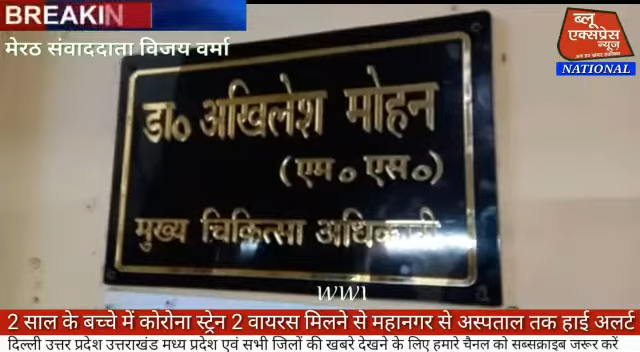 BREAKIN
मेरठ संवाददाता विजय वर्मा
ब्लू
एक्सप्रेस
न्यूज़
NATIONAL
डा० अखिलेश मोहन
(एम० एस०)
मुख्य चिकित्सा अधिकारी
WWI
2 साल के बच्चे में कोरोना स्ट्रेन 2 वायरस मिलने से महानगर से अस्पताल तक हाई अलर्ट
दिल्ली उत्तर प्रदेश उत्तराखंड मध्य प्रदेश एवं सभी जिलों की खबरे देखने के लिए हमारे चैनल को सब्सक्राइब जरूर करें